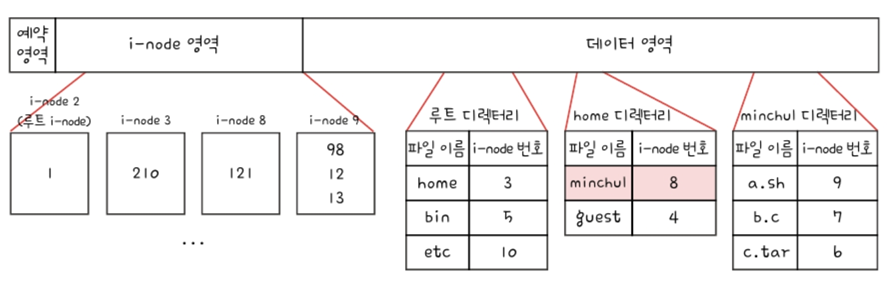 예약
영역
i-node 영역
데이터 영역
i-node 2
(루트 i-node)
i-node 3
i-node 8
i-node 9
1
210
121
98
12
13
...
루트 디렉터리
파일 이름 i-node 번호
home 3
bin 5
etc 10
home 디렉터리
파일 이름 i-node 번호
minchul 8
guest 4
minchul 디렉터리
파일 이름 i-node 번호
a.sh 9
b.c 7
c.tar 6